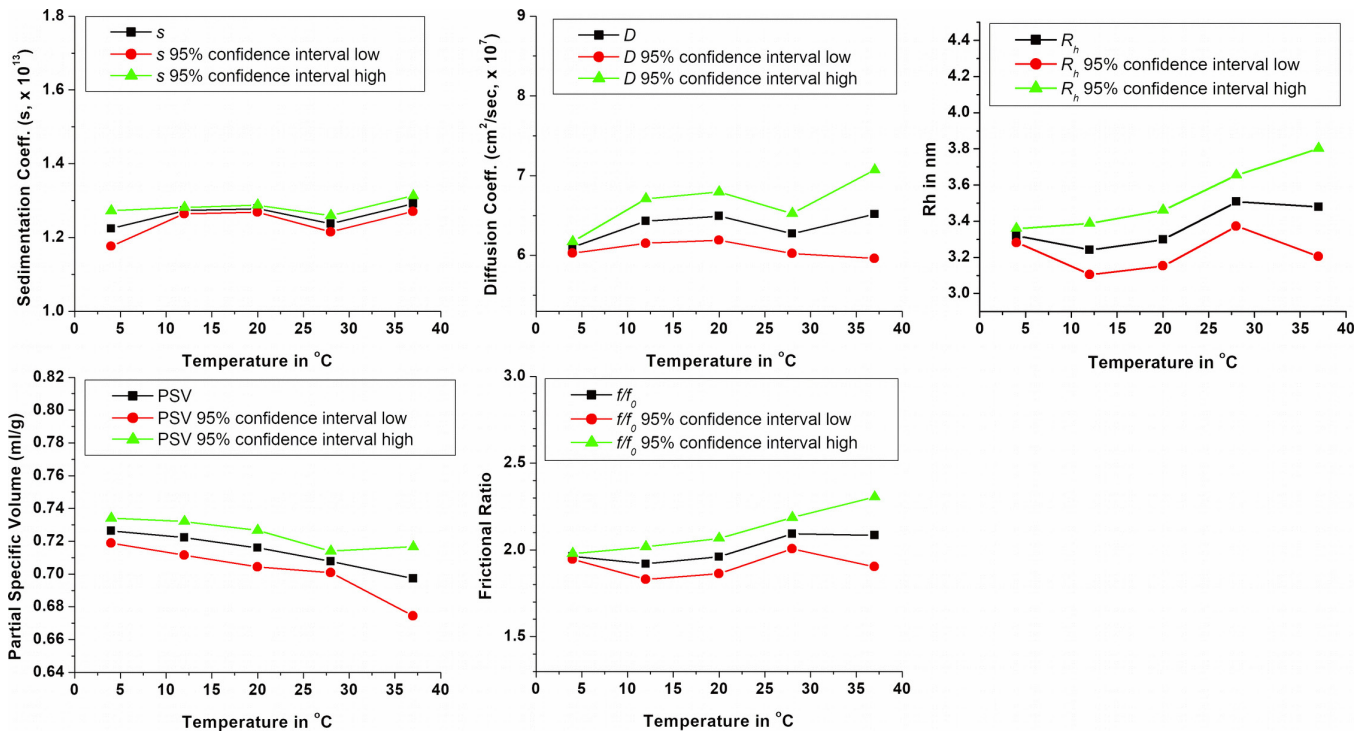 1.8
1.6
1.4
1.2
1.0
Sedimentation Coeff. (s, x 10¹³)
s
s 95% confidence interval low
s 95% confidence interval high
0 5 10 15 20 25 30 35 40
Temperature in °C
9
8
7
6
Diffusion Coeff. (cm²/sec, x 10⁷)
D
D 95% confidence interval low
D 95% confidence interval high
0 5 10 15 20 25 30 35 40
Temperature in °C
4.4
4.2
4.0
3.8
3.6
3.4
3.2
3.0
Rh in nm
Rₕ
Rₕ 95% confidence interval low
Rₕ 95% confidence interval high
0 5 10 15 20 25 30 35 40
Temperature in °C
0.82
0.80
0.78
0.76
0.74
0.72
0.70
0.68
0.66
0.64
Partial Specific Volume (ml/g)
PSV
PSV 95% confidence interval low
PSV 95% confidence interval high
0 5 10 15 20 25 30 35 40
Temperature in °C
3.0
2.5
2.0
1.5
Frictional Ratio
f/f₀
f/f₀ 95% confidence interval low
f/f₀ 95% confidence interval high
0 5 10 15 20 25 30 35 40
Temperature in °C